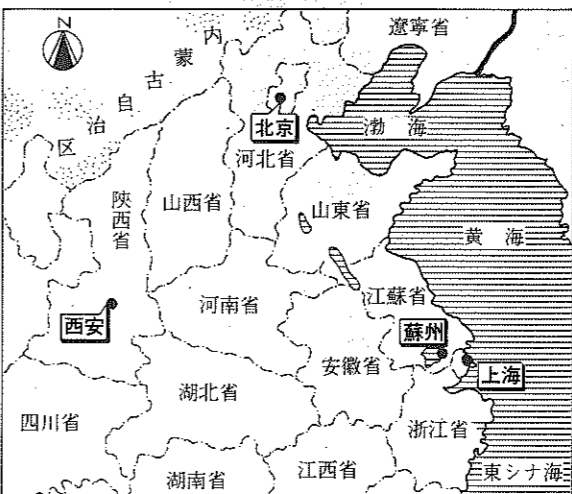 N
遼寧省
内蒙古自治区
北京
渤海
河北省
陝西省
山西省
山東省
黄海
西安
河南省
江蘇省
蘇州
上海
安徽省
湖北省
四川省
浙江省
湖南省
江西省
東シナ海